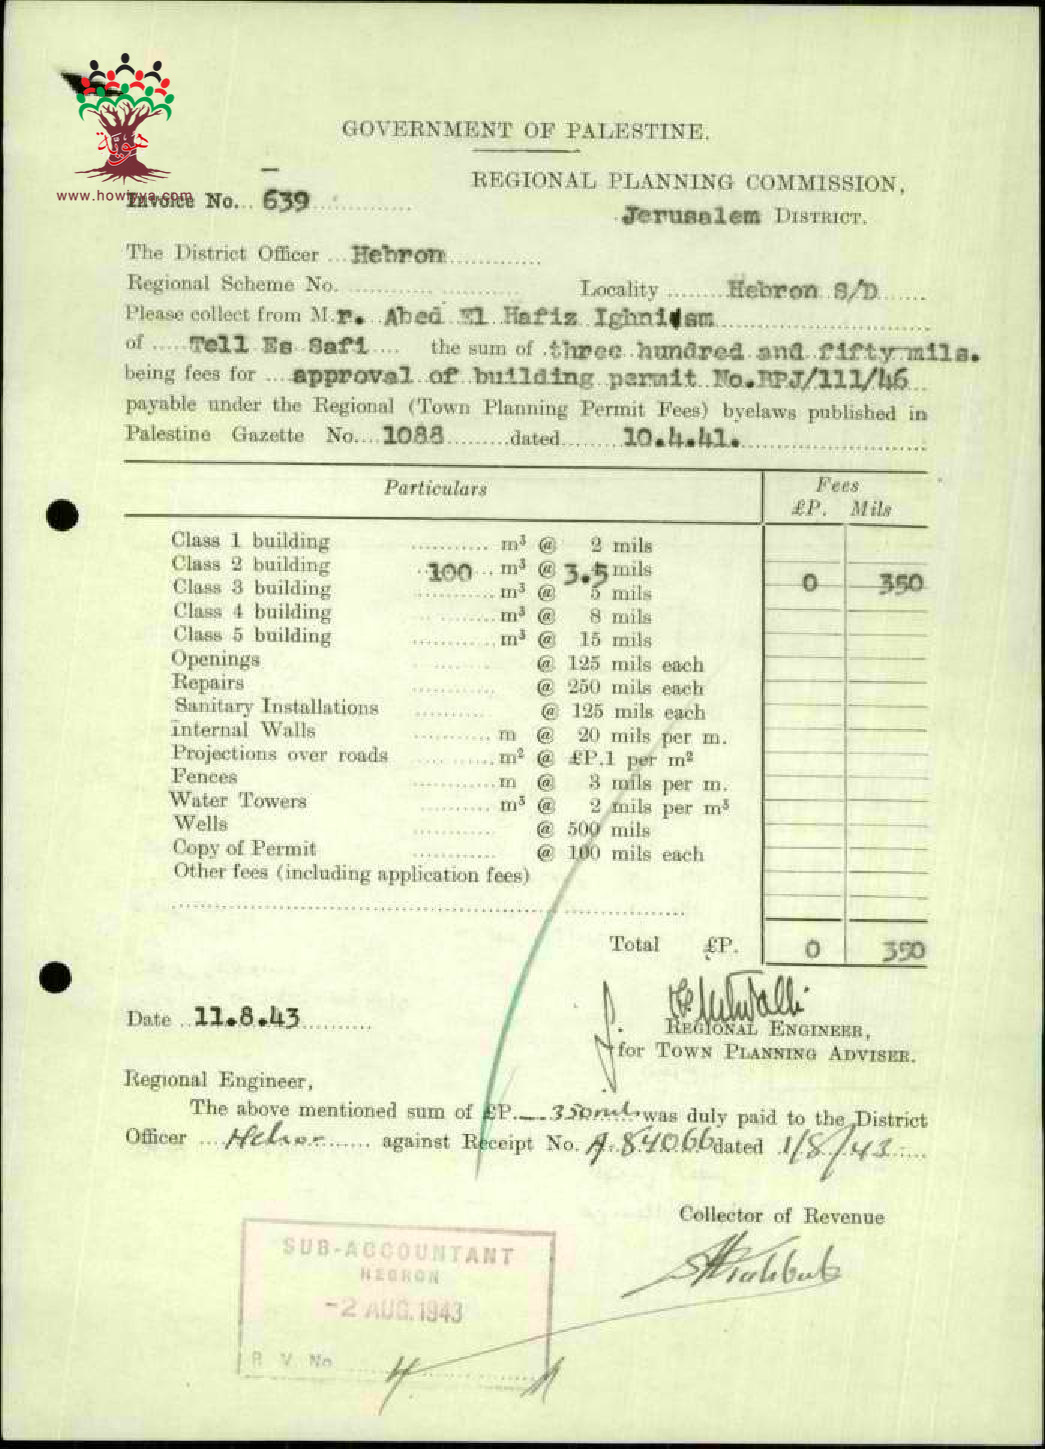 هوية
www.howiyya.com
GOVERNMENT OF PALESTINE.
REGIONAL PLANNING COMMISSION,
Invoice No... 639
Jerusalem DISTRICT.
The District Officer ... Hebron
Regional Scheme No. Locality ........ Hebron S/D
Please collect from Mr. Abed El Hafiz Ighnism
of ..... Tell Es Safi .... the sum of three hundred and fifty mils.
being fees for ... approval of building permit No. RPJ/111/46
payable under the Regional (Town Planning Permit Fees) byelaws published in
Palestine Gazette No.... 1088 ........ dated ........ 10.4.41.
Particulars Fees
£P. Mils
Class 1 building ........... m³ @ 2 mils
Class 2 building 100 m³ @ 3.5 mils 0 350
Class 3 building ........... m³ @ 5 mils
Class 4 building ........... m³ @ 8 mils
Class 5 building ........... m³ @ 15 mils
Openings @ 125 mils each
Repairs ........... @ 250 mils each
Sanitary Installations ........... @ 125 mils each
Internal Walls ........... m @ 20 mils per m.
Projections over roads ........... m² @ £P.1 per m²
Fences ........... m @ 3 mils per m.
Water Towers ........... m³ @ 2 mils per m³
Wells ........... @ 500 mils
Copy of Permit ........... @ 100 mils each
Other fees (including application fees)
Total £P. 0 350
Date .. 11.8.43
REGIONAL ENGINEER,
for TOWN PLANNING ADVISER.
Regional Engineer,
The above mentioned sum of £P. 350 mils was duly paid to the District
Officer ... Hebron ....... against Receipt No. A. 84066 dated 1/8/43
Collector of Revenue
SUB-ACCOUNTANT
HEBRON
-2 AUG. 1943
R. V. No